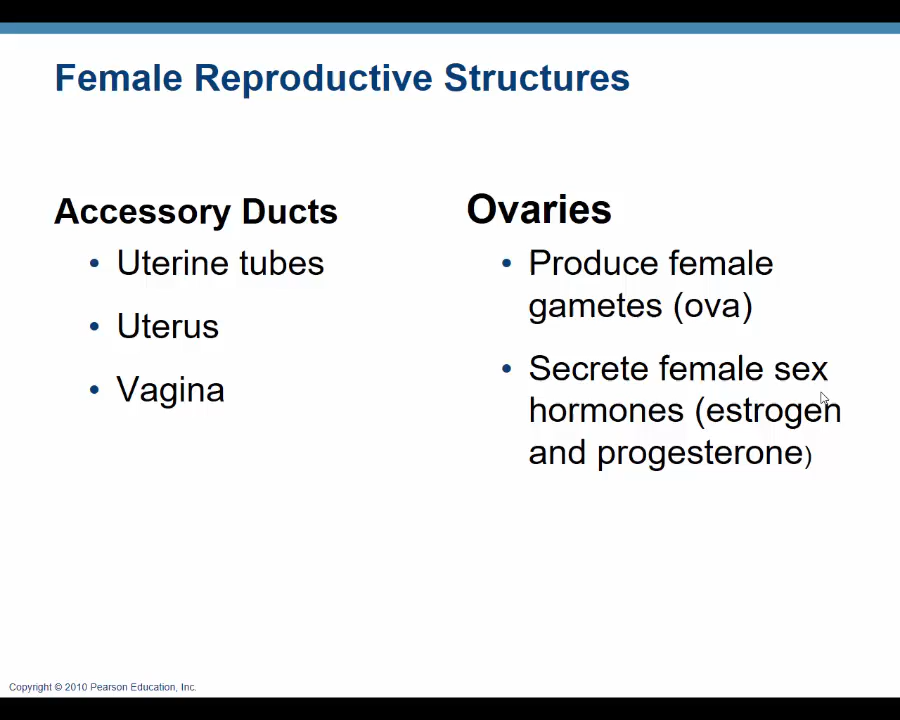 Female Reproductive Structures
Accessory Ducts
• Uterine tubes
• Uterus
• Vagina
Ovaries
• Produce female
gametes (ova)
• Secrete female sex
hormones (estrogen
and progesterone)
Copyright © 2010 Pearson Education, Inc.